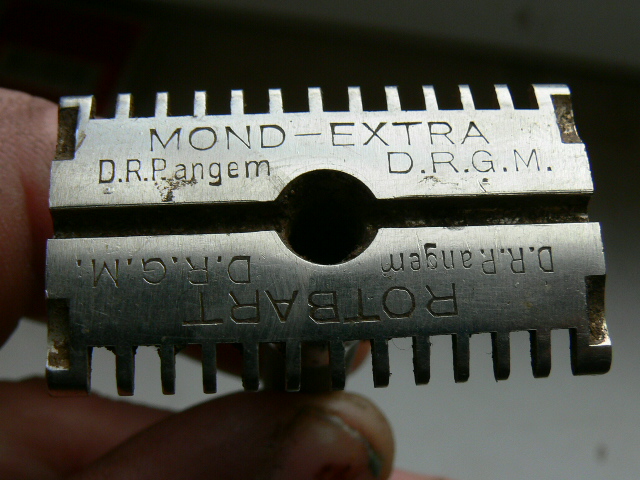 MOND-EXTRA
D.R.P. angem D.R.G.M.
ROTBART
D.R.P. angem D.R.G.M.